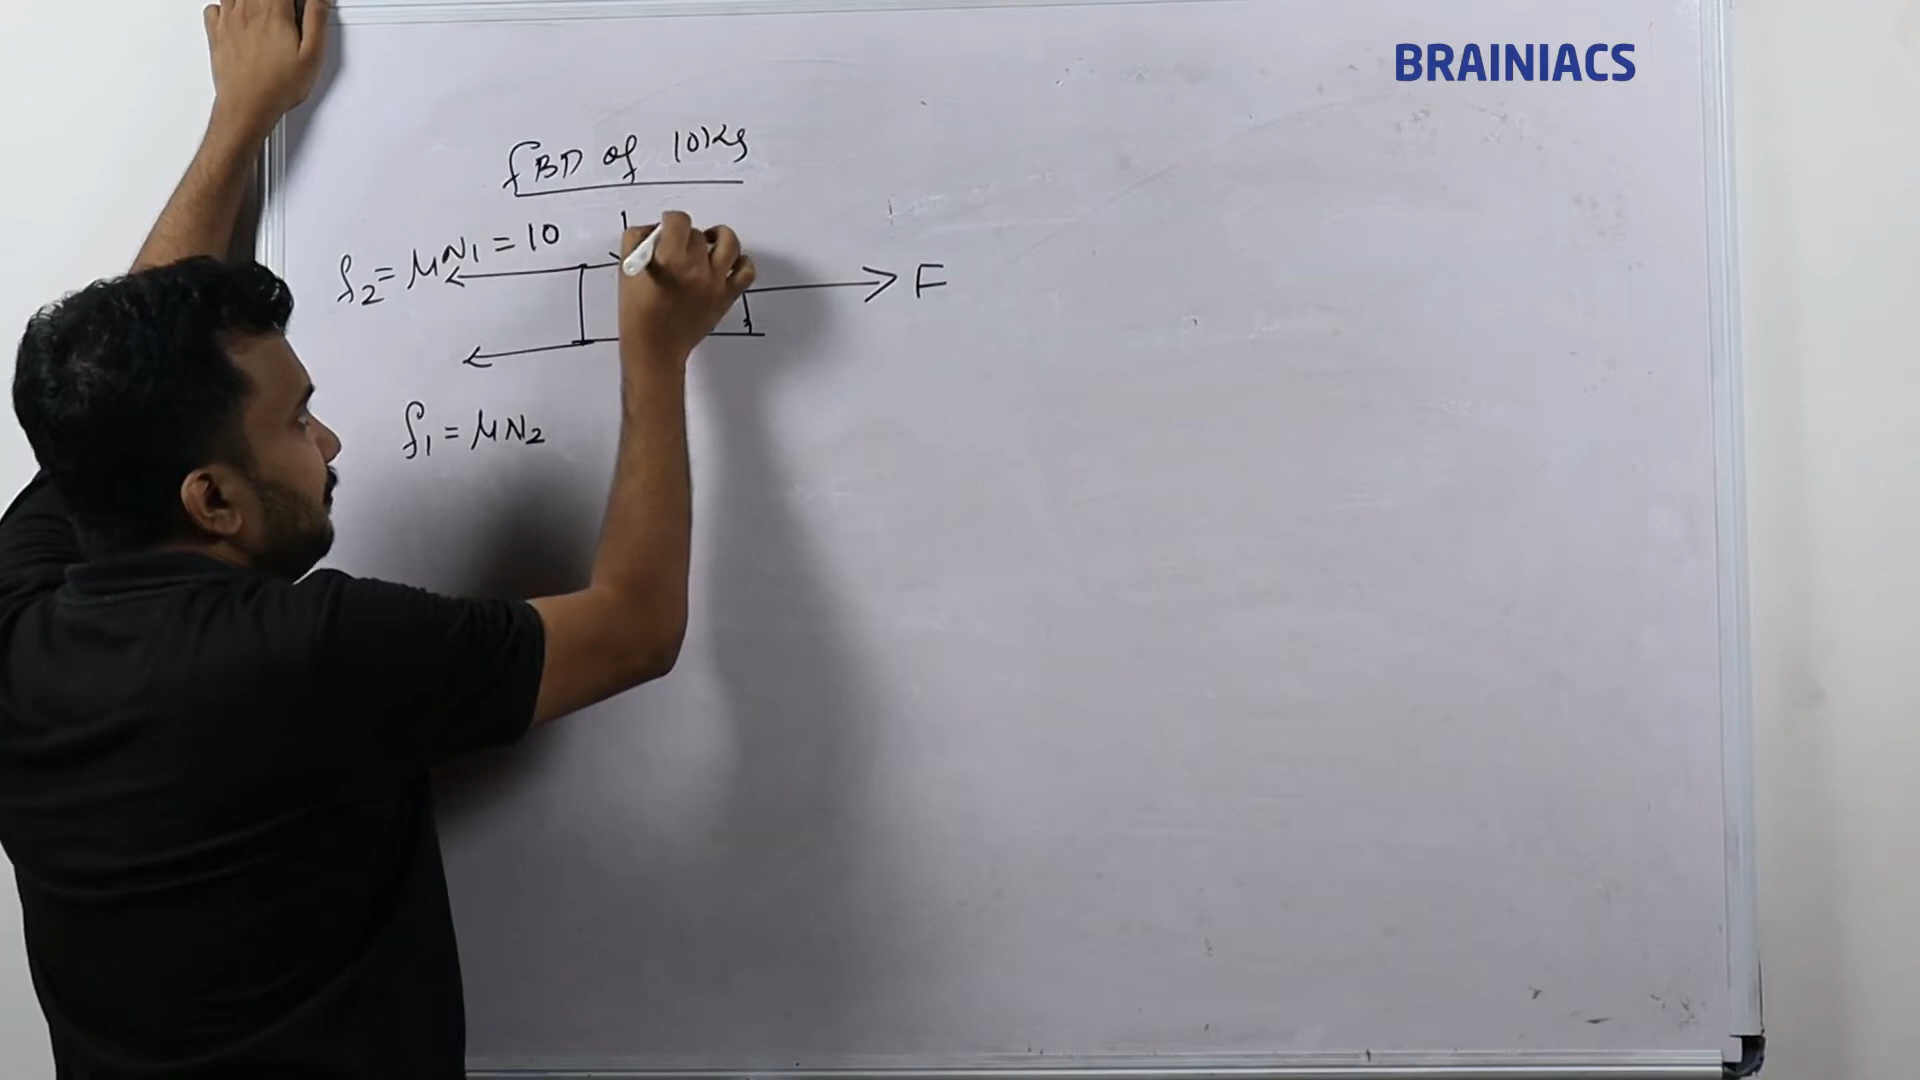 BRAINIACS
FBD of 10Kg
f2 = μN1 = 10
F
f1 = μN2